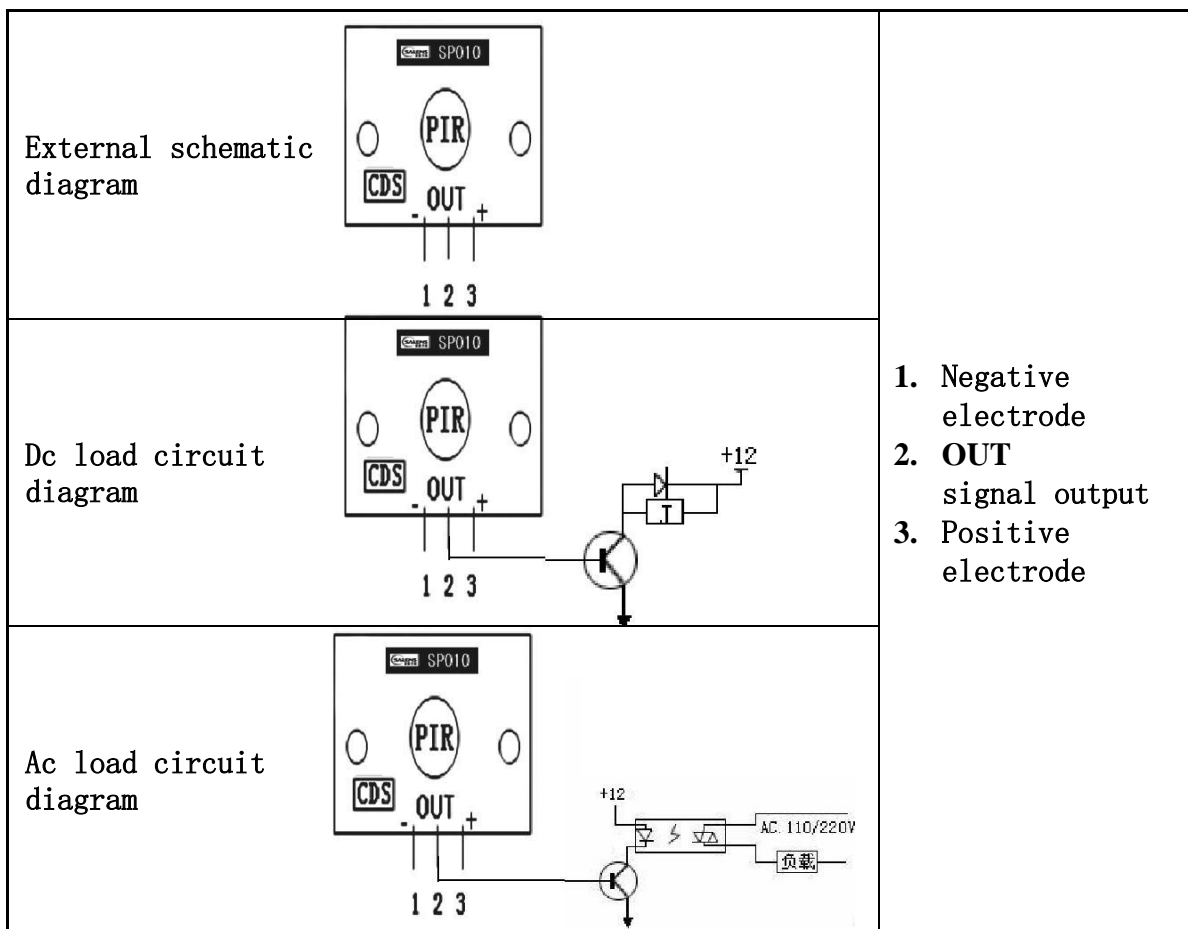 SP010
PIR
External schematic
diagram
CDS
OUT
- +
1 2 3
SP010
PIR
Dc load circuit
diagram
CDS
OUT
- +
1 2 3
+12
J
SP010
PIR
Ac load circuit
diagram
CDS
OUT
- +
1 2 3
+12
AC.110/220V
负载
1. Negative
electrode
2. OUT
signal output
3. Positive
electrode